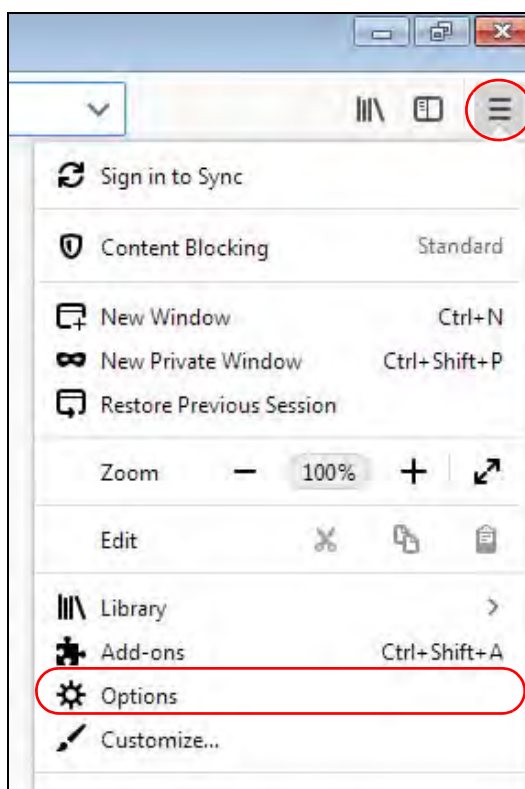 Sign in to Sync
Content Blocking Standard
New Window Ctrl+N
New Private Window Ctrl+Shift+P
Restore Previous Session
Zoom 100%
Edit
Library
Add-ons Ctrl+Shift+A
Options
Customize...